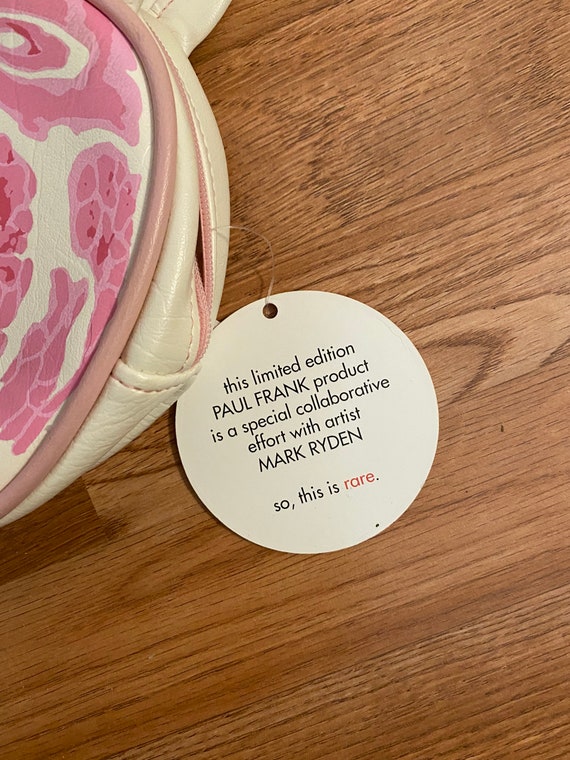 this limited edition
PAUL FRANK product
is a special collaborative
effort with artist
MARK RYDEN
so, this is rare.